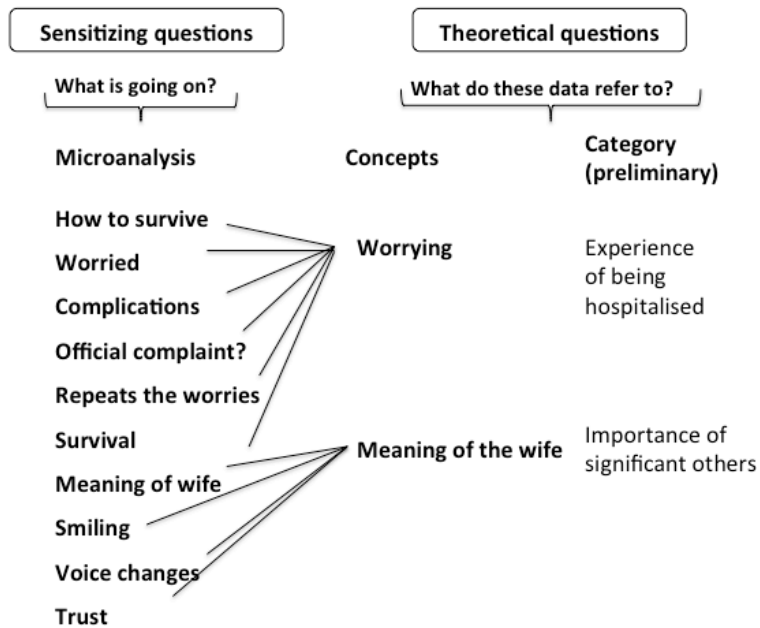 Sensitizing questions
Theoretical questions
What is going on?
What do these data refer to?
Microanalysis
Concepts
Category
(preliminary)
How to survive
Worried
Complications
Official complaint?
Repeats the worries
Survival
Meaning of wife
Smiling
Voice changes
Trust
Worrying
Meaning of the wife
Experience
of being
hospitalised
Importance of
significant others